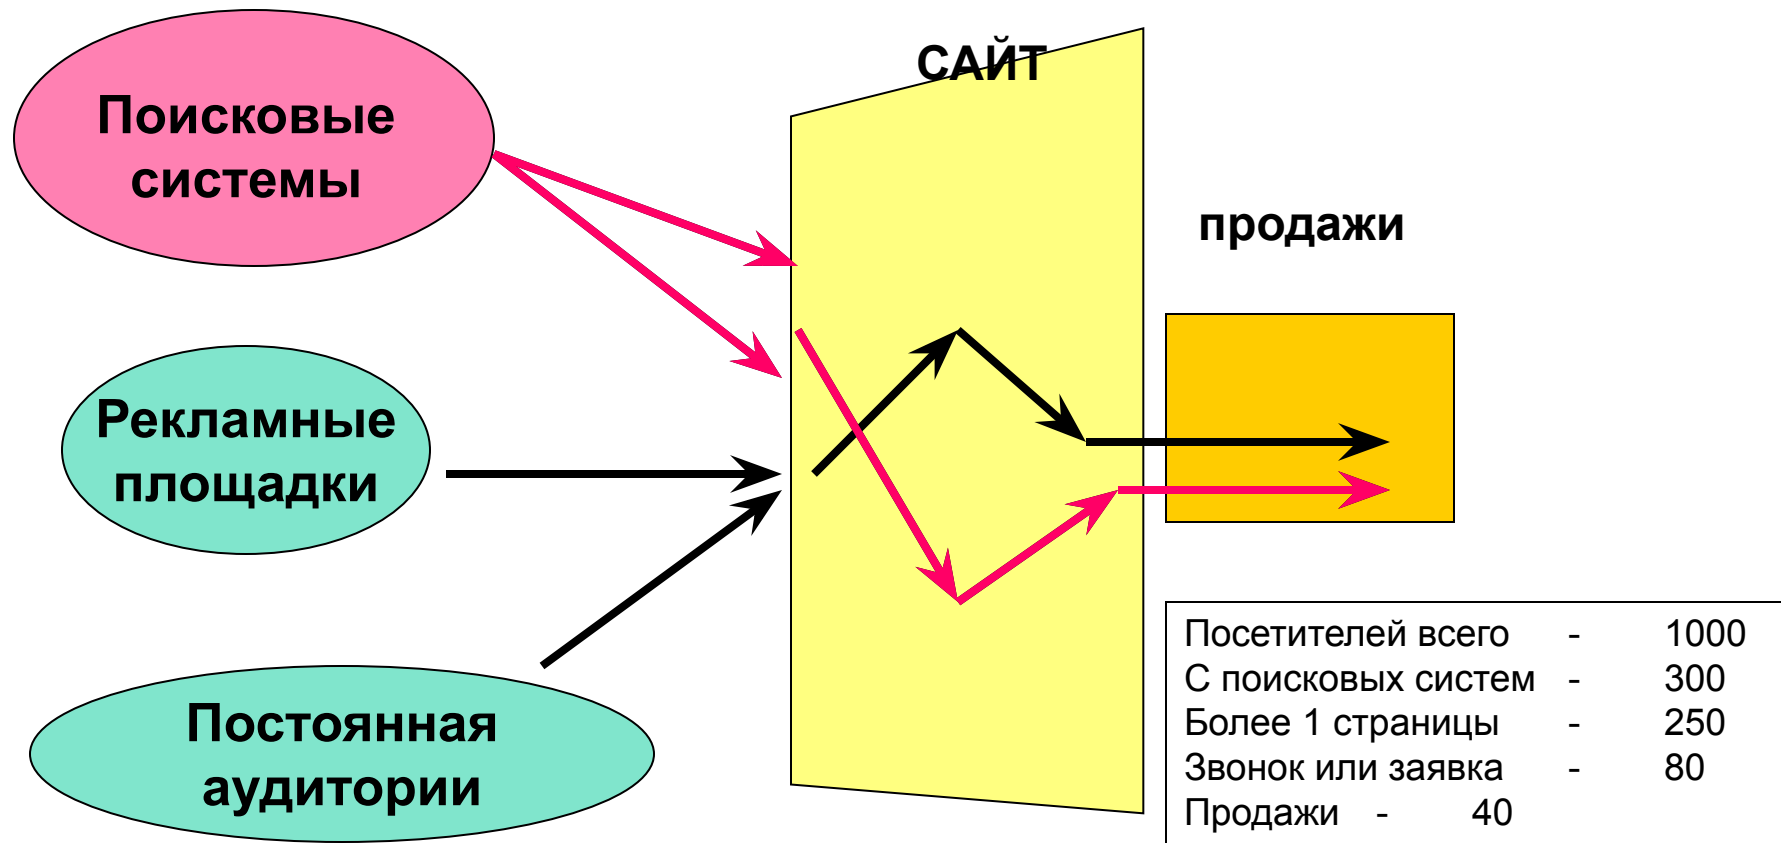 САЙТ
Поисковые
системы
продажи
Рекламные
площадки
Постоянная
аудитории
Посетителей всего - 1000
С поисковых систем - 300
Более 1 страницы - 250
Звонок или заявка - 80
Продажи - 40